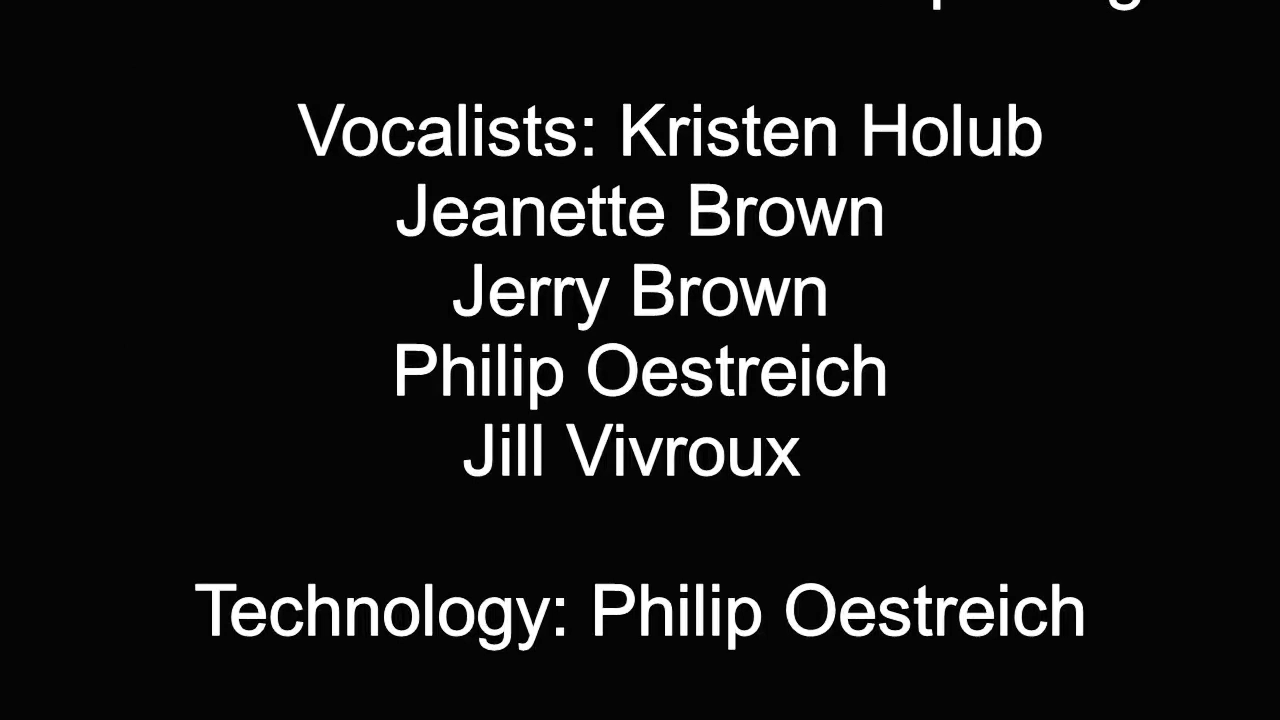 Vocalists: Kristen Holub
Jeanette Brown
Jerry Brown
Philip Oestreich
Jill Vivroux
Technology: Philip Oestreich